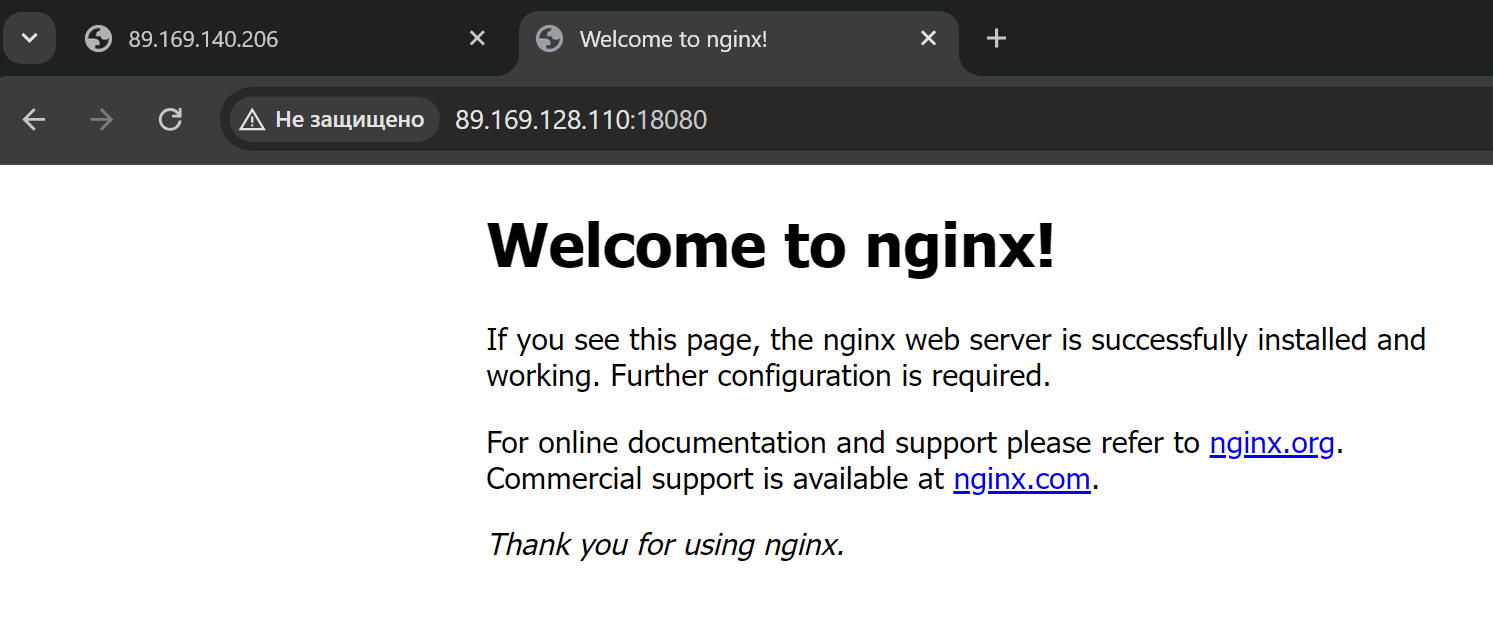 89.169.140.206
Welcome to nginx!
Не защищено
89.169.128.110:18080
Welcome to nginx!
If you see this page, the nginx web server is successfully installed and
working. Further configuration is required.
For online documentation and support please refer to nginx.org.
Commercial support is available at nginx.com.
Thank you for using nginx.